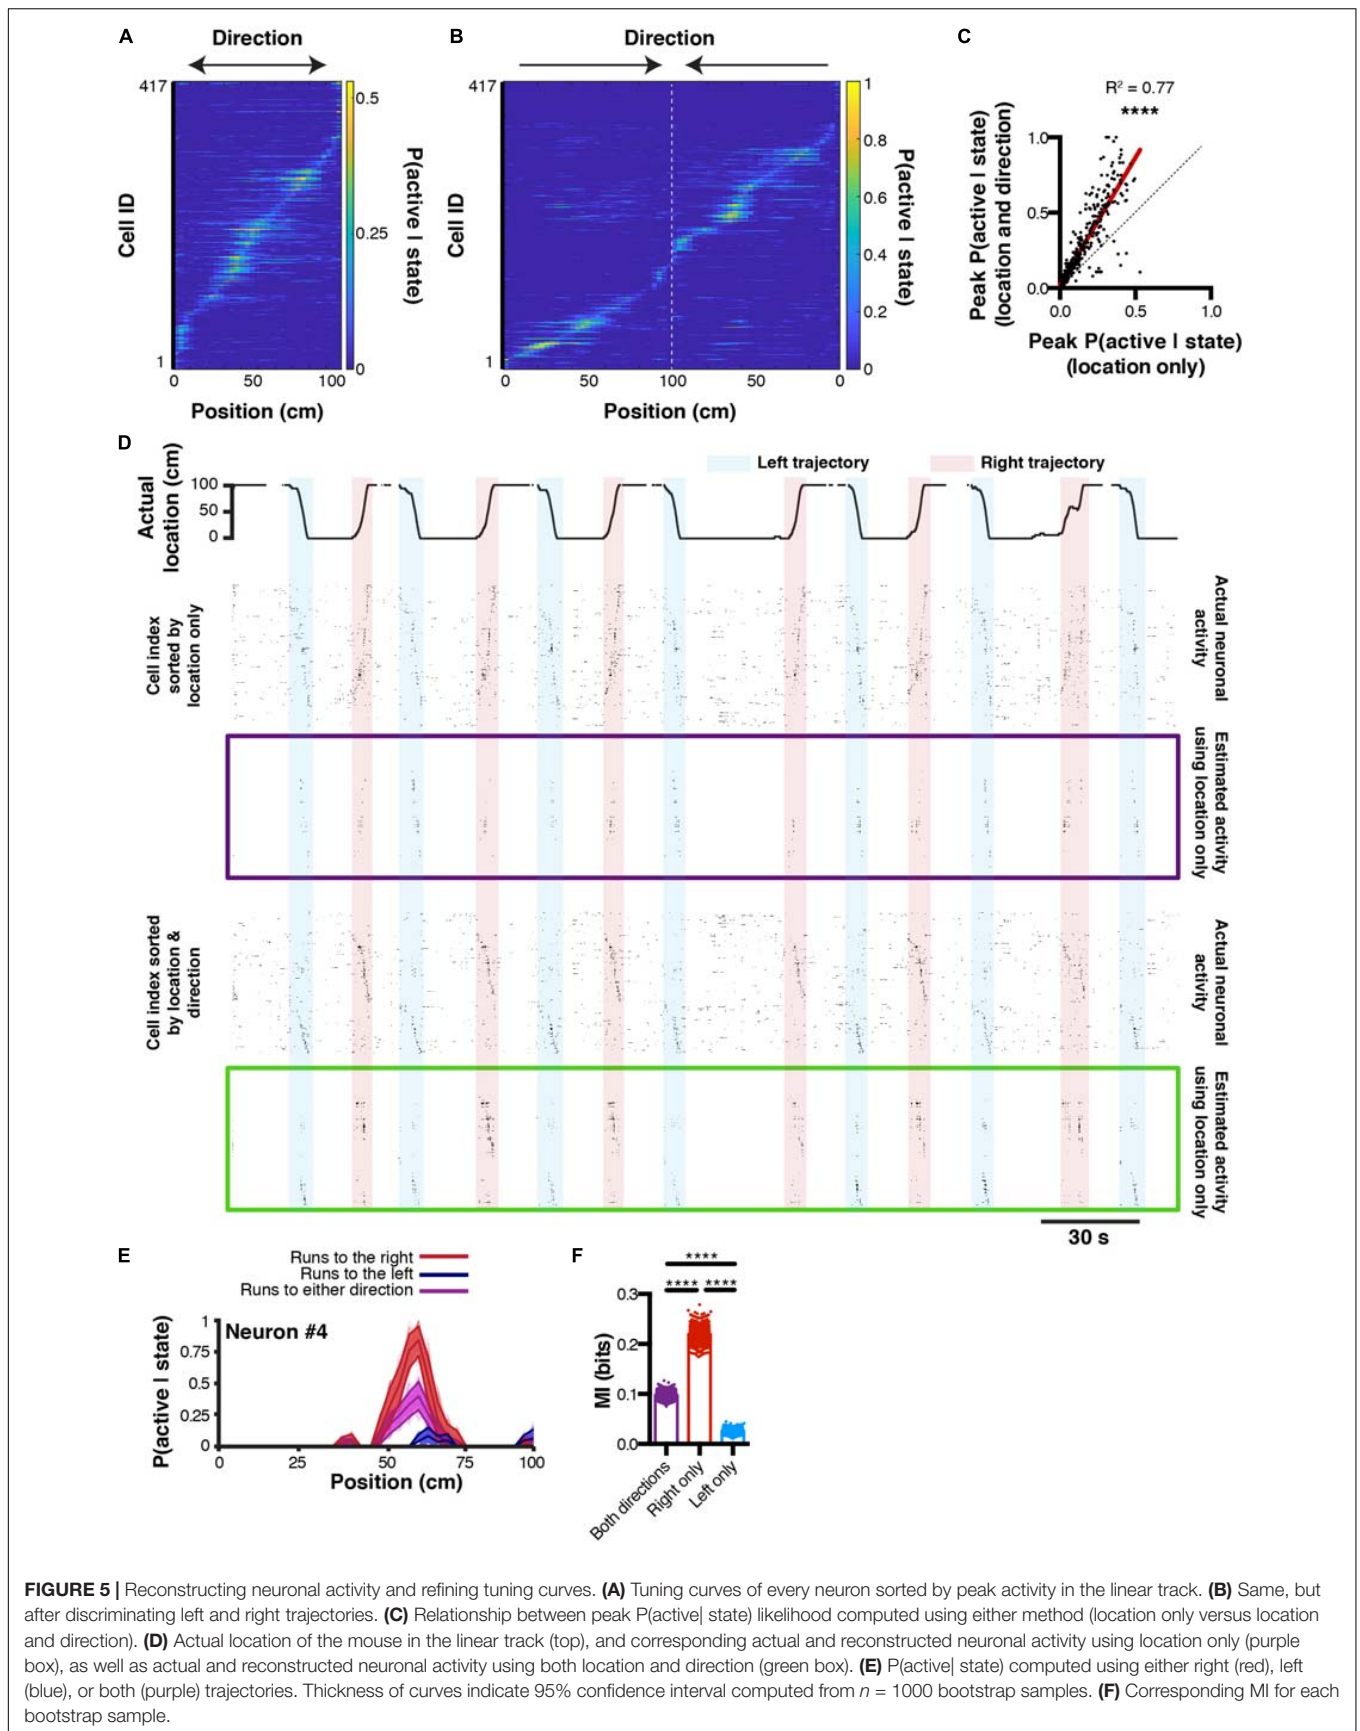 A
Direction
417
Cell ID
1
0
50
100
Position (cm)
0.5
0.25
0
P(active I state)
B
Direction
417
Cell ID
1
0
50
100
50
0
Position (cm)
1
0.8
0.6
0.4
0.2
0
P(active I state)
C
R² = 0.77
****
Peak P(active I state)
(location and direction)
1.0
0.5
0.0
0.0
0.5
1.0
Peak P(active I state)
(location only)
D
Left trajectory
Right trajectory
Actual
location (cm)
100
50
0
Cell index
sorted by
location only
Actual neuronal
activity
Estimated activity
using location only
Cell index sorted
by location &
direction
Actual neuronal
activity
Estimated activity
using location only
30 s
E
Runs to the right
Runs to the left
Runs to either direction
P(active I state)
1
0.75
0.5
0.25
0
Neuron #4
0
25
50
75
100
Position (cm)
F
****
**** ****
MI (bits)
0.3
0.2
0.1
0.0
Both directions
Right only
Left only
FIGURE 5 | Reconstructing neuronal activity and refining tuning curves. (A) Tuning curves of every neuron sorted by peak activity in the linear track. (B) Same, but
after discriminating left and right trajectories. (C) Relationship between peak P(active| state) likelihood computed using either method (location only versus location
and direction). (D) Actual location of the mouse in the linear track (top), and corresponding actual and reconstructed neuronal activity using location only (purple
box), as well as actual and reconstructed neuronal activity using both location and direction (green box). (E) P(active| state) computed using either right (red), left
(blue), or both (purple) trajectories. Thickness of curves indicate 95% confidence interval computed from n = 1000 bootstrap samples. (F) Corresponding MI for each
bootstrap sample.